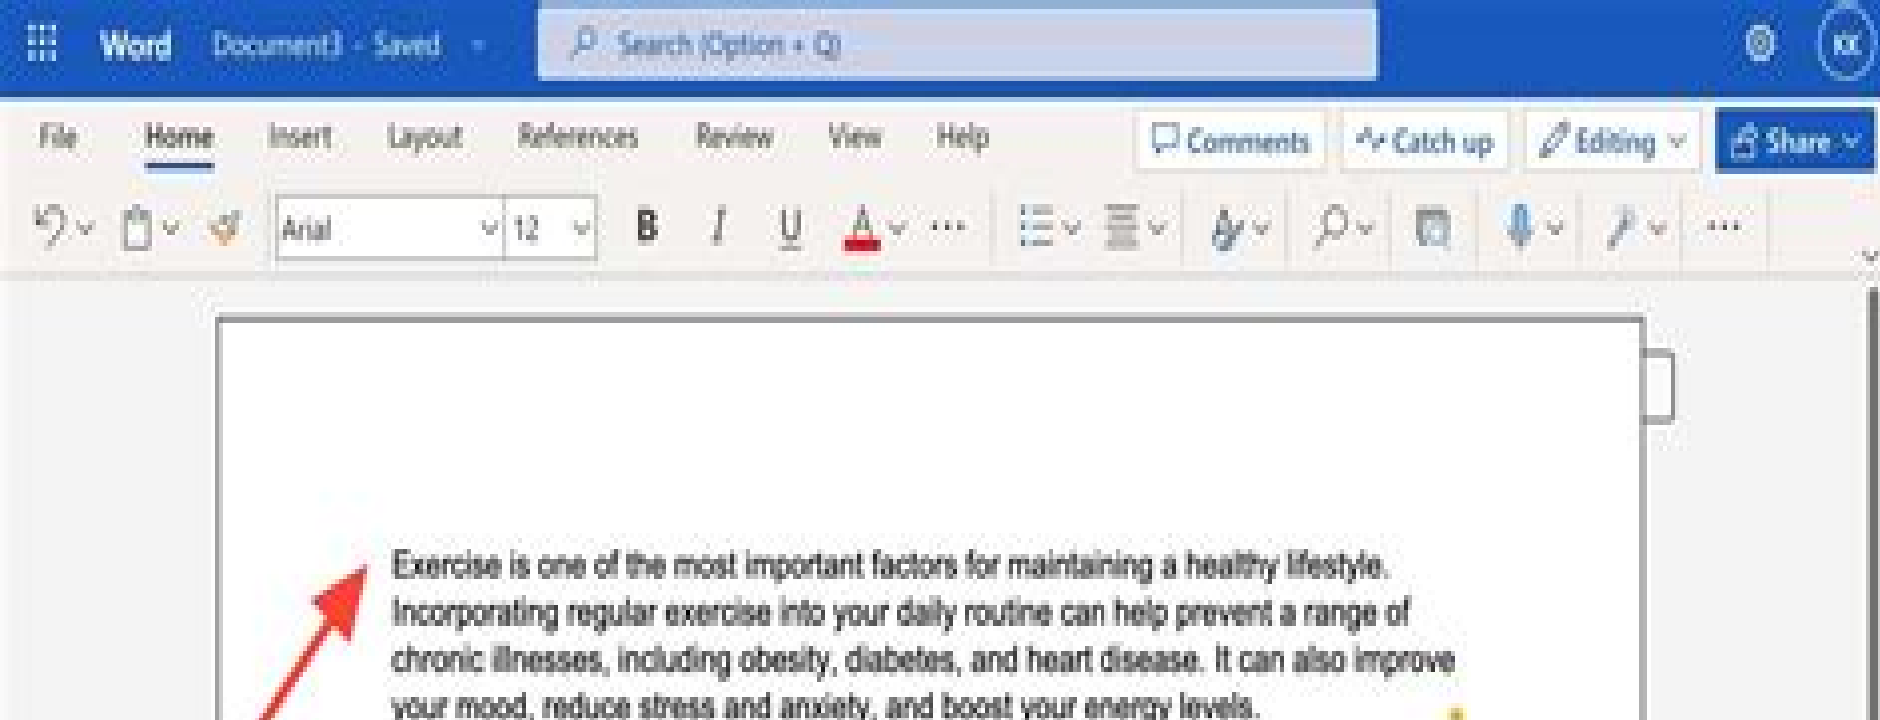 Word Document3 - Saved Search (Option + Q) KK
File Home Insert Layout References Review View Help Comments Catch up Editing Share
Arial 12 B I U A
Exercise is one of the most important factors for maintaining a healthy lifestyle.
Incorporating regular exercise into your daily routine can help prevent a range of
chronic illnesses, including obesity, diabetes, and heart disease. It can also improve
your mood, reduce stress and anxiety, and boost your energy levels.